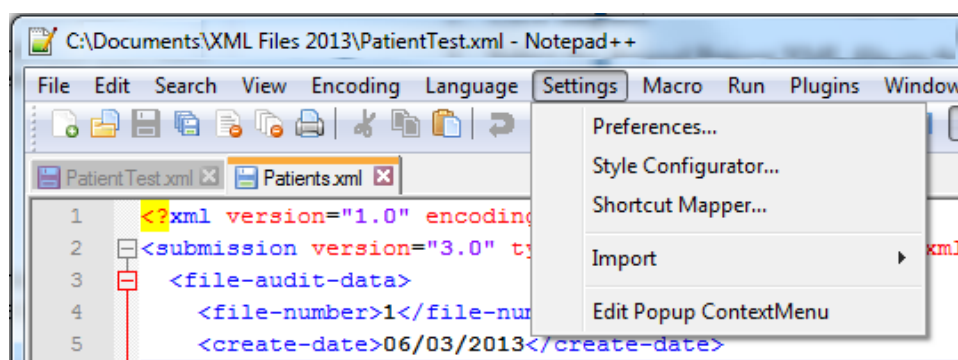 C:\Documents\XML Files 2013\PatientTest.xml - Notepad++
File Edit Search View Encoding Language Settings Macro Run Plugins Window
Preferences...
Style Configurator...
Shortcut Mapper...
Import
Edit Popup ContextMenu
PatientTest.xml Patients.xml
1 <?xml version="1.0" encoding
2 <submission version="3.0" ty xml
3 <file-audit-data>
4 <file-number>1</file-num
5 <create-date>06/03/2013</create-date>